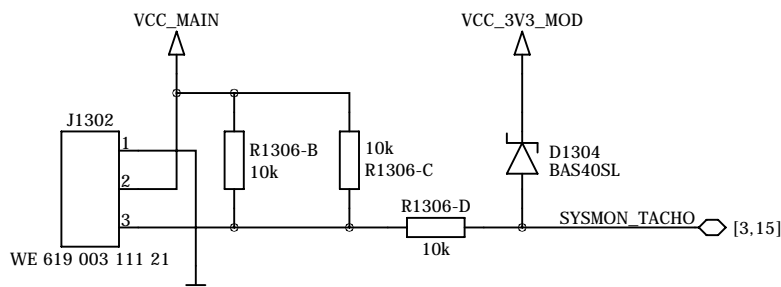 VCC_MAIN
VCC_3V3_MOD
J1302
1
2
3
R1306-B
10k
10k
R1306-C
D1304
BAS40SL
R1306-D
10k
SYSMON_TACHO
[3,15]
WE 619 003 111 21